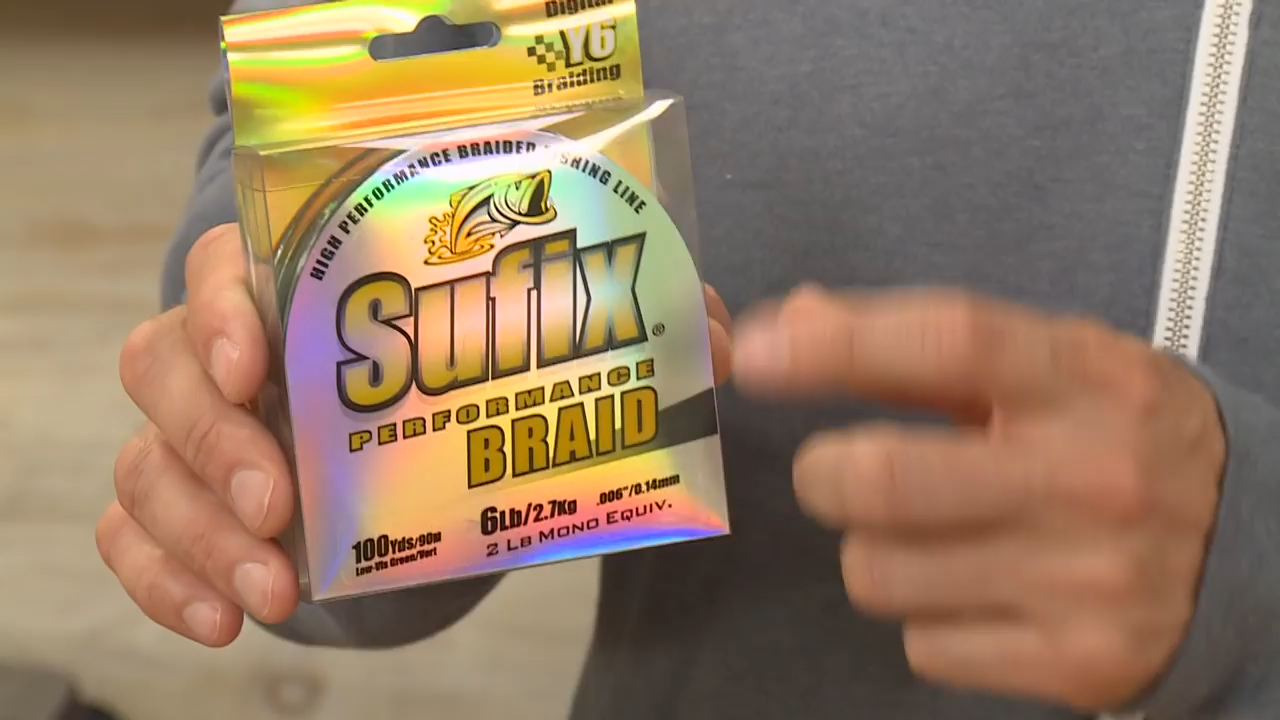 Digital
Y6
Braiding
HIGH PERFORMANCE BRAIDED FISHING LINE
Sufix®
PERFORMANCE
BRAID
6Lb/2.7Kg .006"/0.14mm
2 LB MONO EQUIV.
100Yds/90M
Low-Vis Green/Vert